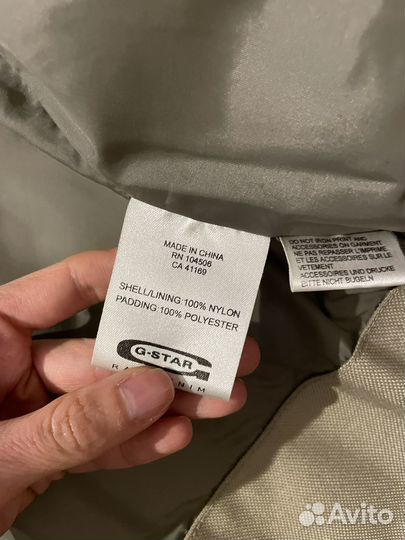 MADE IN CHINA
RN 104506
CA 41169
SHELL/LINING:100% NYLON
PADDING:100% POLYESTER
G-STAR
DO NOT IRON PRINT AND
ACCESSORIES ON GARMENT
NE PAS REPASSER L'IMPRIME
ET LES ACCESSOIRES SUR LE
VETEMENT
ACCESSOIRES UND DRUCKE
BITTE NICHT BUGELN
Avito